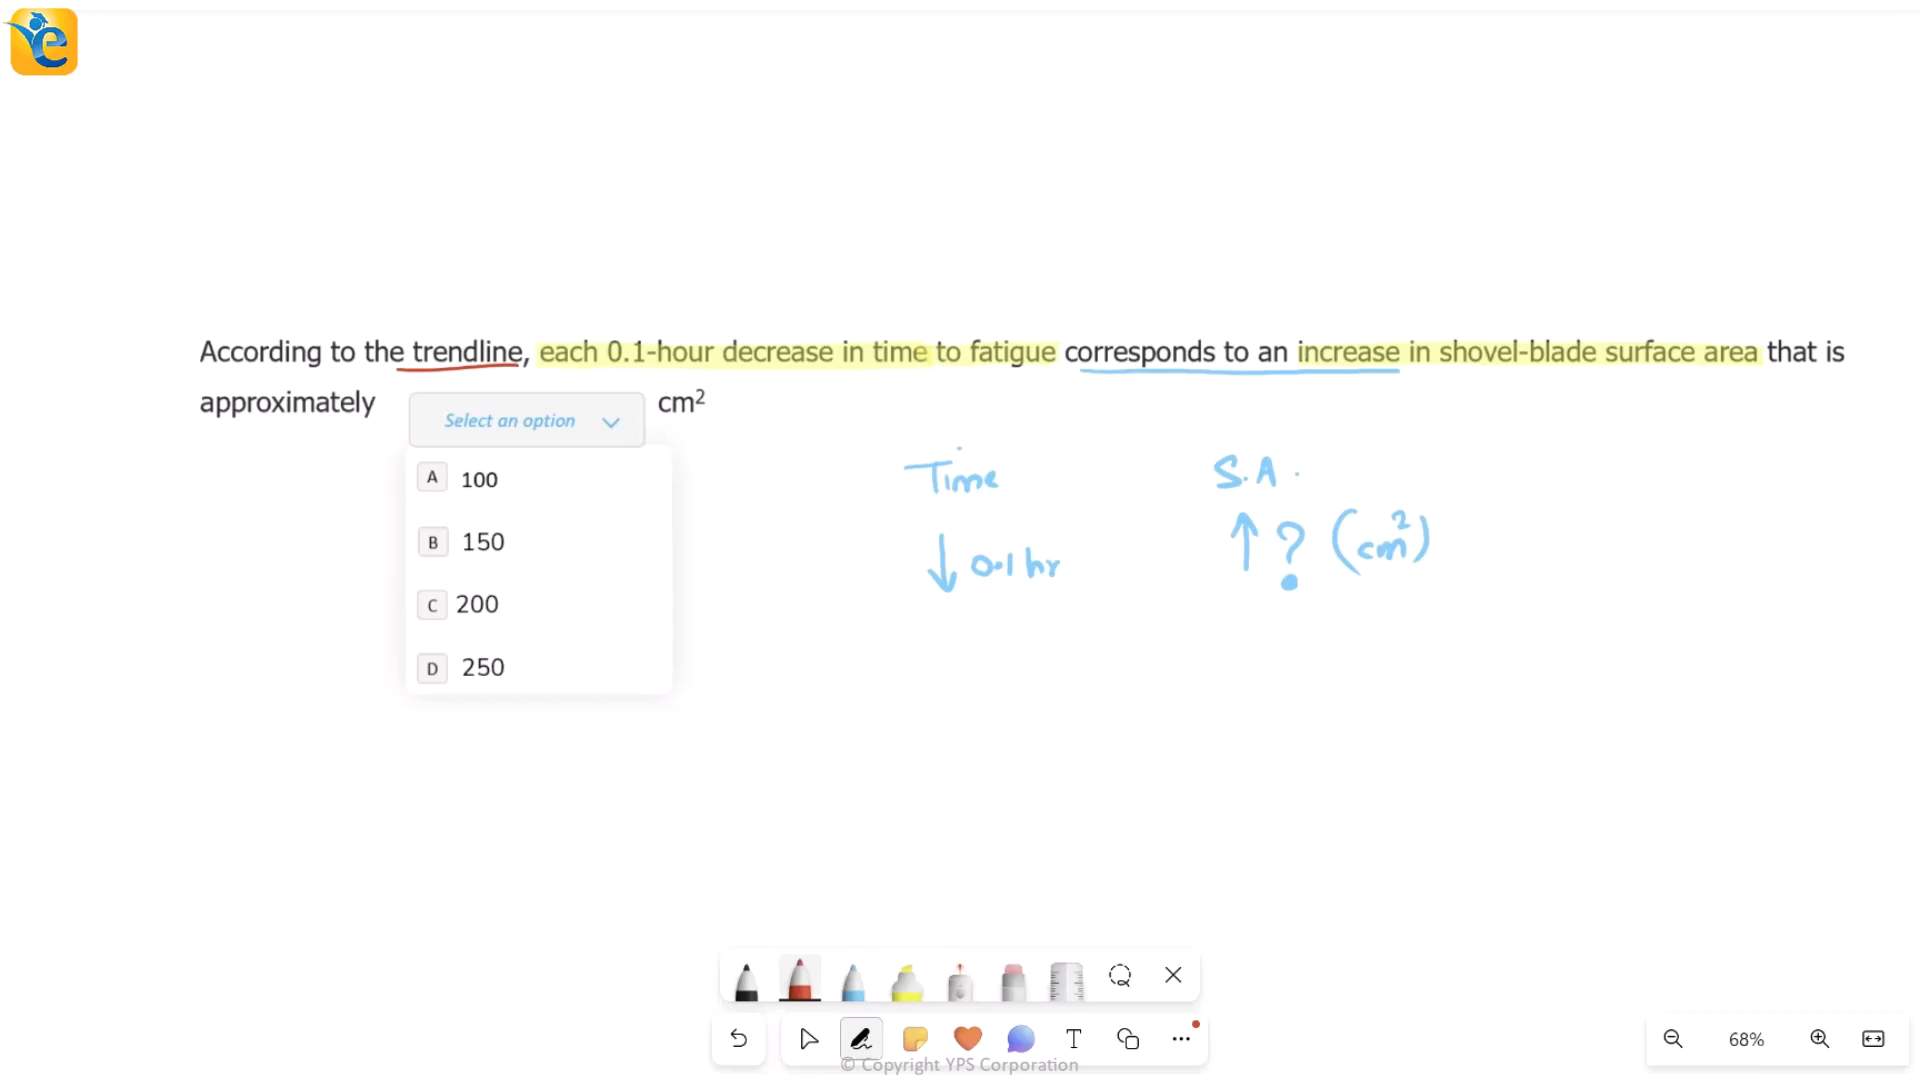 According to the trendline, each 0.1-hour decrease in time to fatigue corresponds to an increase in shovel-blade surface area that is
approximately Select an option cm²
A 100
B 150
C 200
D 250
Time S.A.
↓ 0.1 hr ↑ ? (cm²)
T
68%
© Copyright YPS Corporation